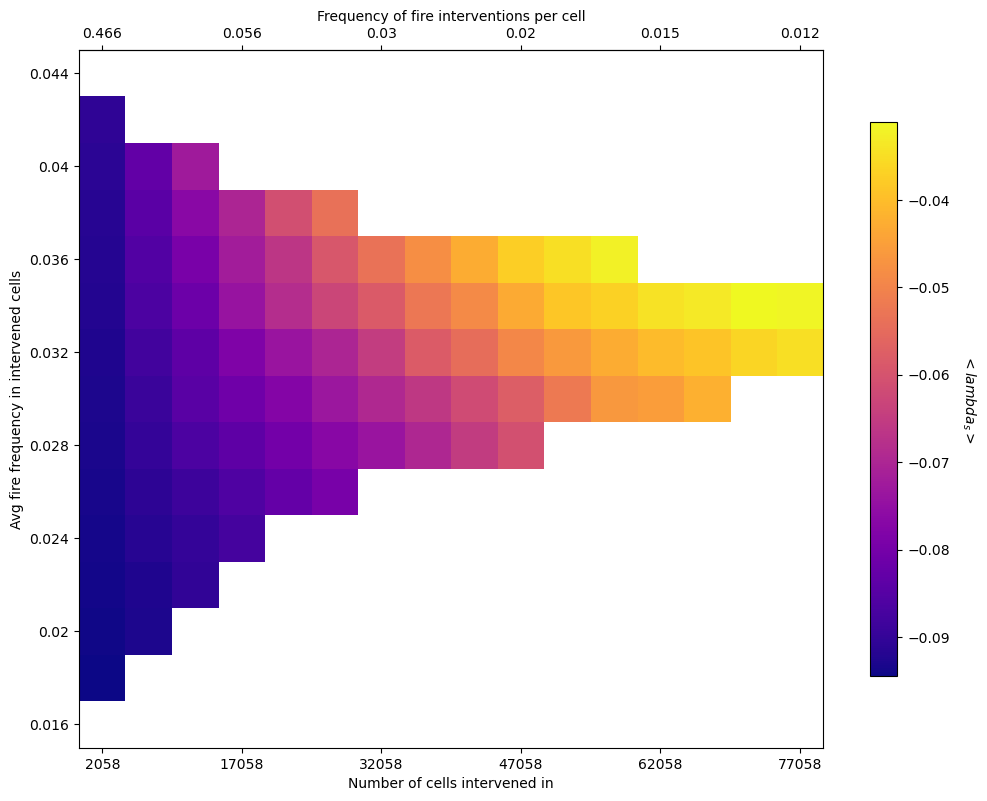 Frequency of fire interventions per cell
0.466 0.056 0.03 0.02 0.015 0.012
0.044
0.04
0.036
0.032
0.028
0.024
0.02
0.016
Avg fire frequency in intervened cells
2058 17058 32058 47058 62058 77058
Number of cells intervened in
−0.04
−0.05
−0.06
−0.07
−0.08
−0.09
< lambda_s >